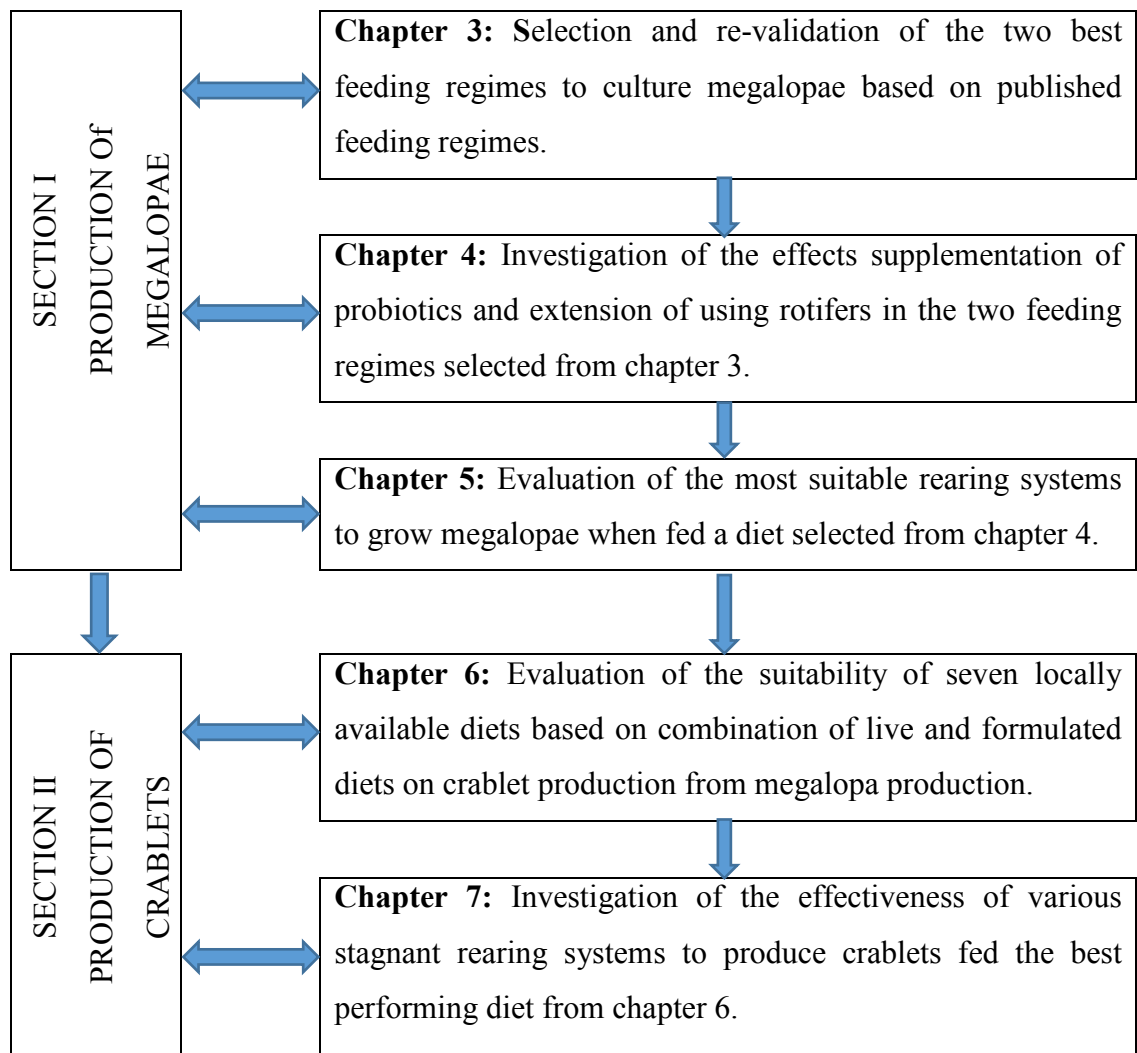 SECTION I
PRODUCTION Of
MEGALOPAE
Chapter 3: Selection and re-validation of the two best
feeding regimes to culture megalopae based on published
feeding regimes.
Chapter 4: Investigation of the effects supplementation of
probiotics and extension of using rotifers in the two feeding
regimes selected from chapter 3.
Chapter 5: Evaluation of the most suitable rearing systems
to grow megalopae when fed a diet selected from chapter 4.
SECTION II
PRODUCTION OF
CRABLETS
Chapter 6: Evaluation of the suitability of seven locally
available diets based on combination of live and formulated
diets on crablet production from megalopa production.
Chapter 7: Investigation of the effectiveness of various
stagnant rearing systems to produce crablets fed the best
performing diet from chapter 6.